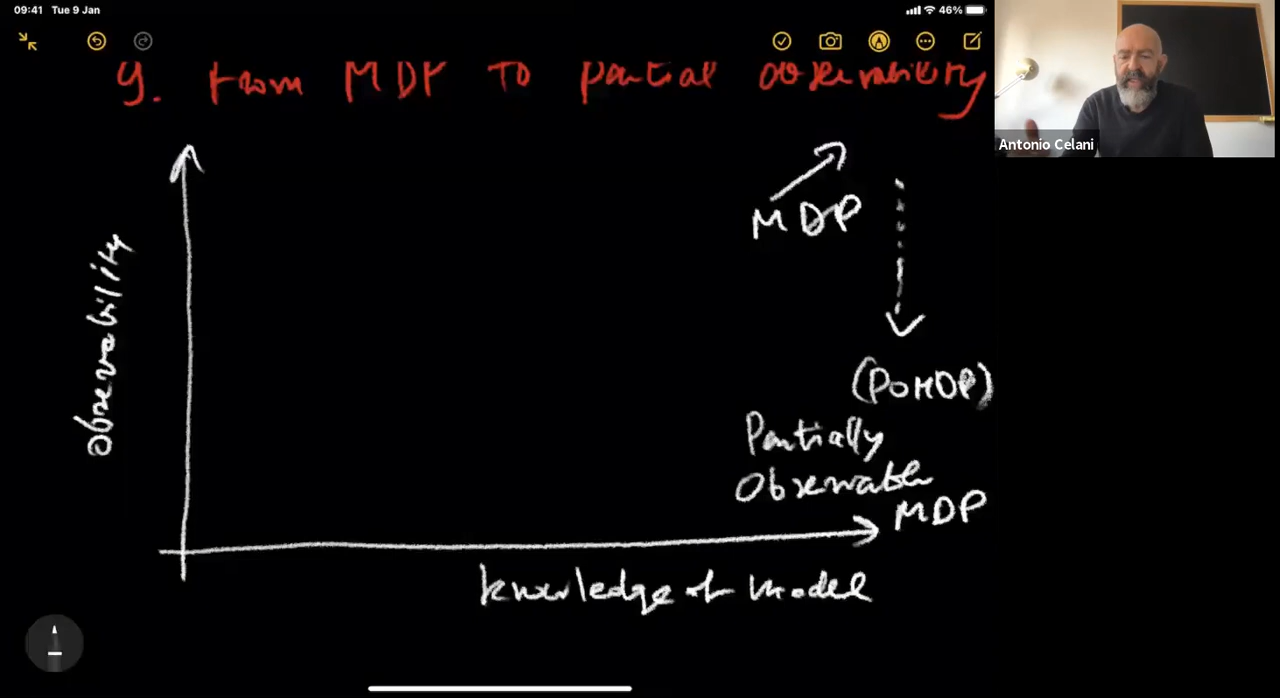 09:41 Tue 9 Jan
46%
9. From MDP To partial observability
Antonio Celani
MDP
observability
(POMDP)
Partially
Observable
MDP
knowledge of model